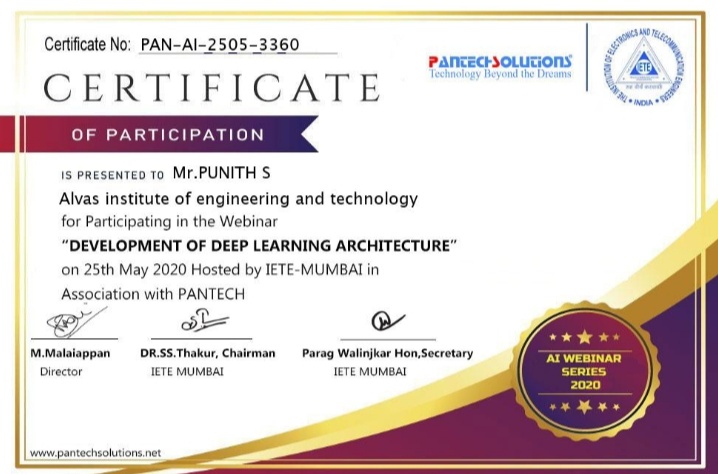 Certificate No: PAN-AI-2505-3360
PANTECHSOLUTIONS
Technology Beyond the Dreams
THE INSTITUTION OF ELECTRONICS AND TELECOMMUNICATION ENGINEERS
IETE
• INDIA •
CERTIFICATE
OF PARTICIPATION
IS PRESENTED TO Mr.PUNITH S
Alvas institute of engineering and technology
for Participating in the Webinar
“DEVELOPMENT OF DEEP LEARNING ARCHITECTURE”
on 25th May 2020 Hosted by IETE-MUMBAI in
Association with PANTECH
M.Malaiappan
Director
DR.SS.Thakur, Chairman
IETE MUMBAI
Parag Walinjkar Hon,Secretary
IETE MUMBAI
AI WEBINAR
SERIES
2020
www.pantechsolutions.net